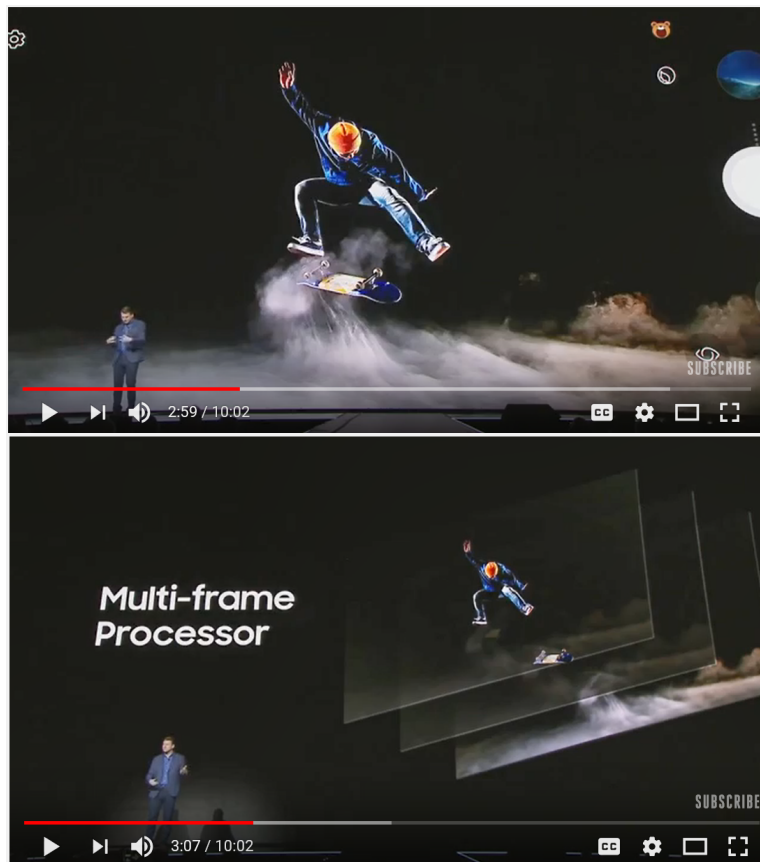 SUBSCRIBE
2:59 / 10:02
CC
Multi-frame
Processor
SUBSCRIBE
3:07 / 10:02
CC